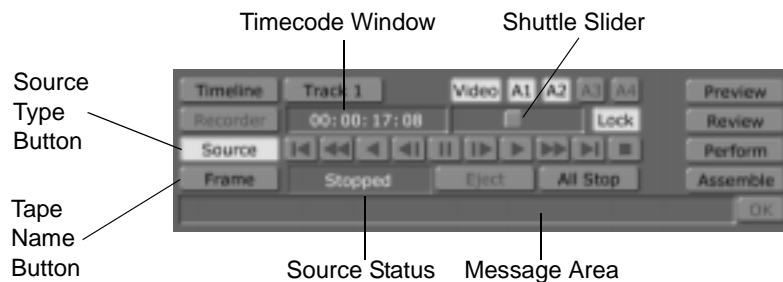 Timecode Window
Shuttle Slider
Source
Type
Button
Timeline
Track 1
Video
A1
A2
A3
A4
Preview
Recorder
00:00:17:08
Lock
Review
Source
Perform
Frame
Stopped
Eject
All Stop
Assemble
OK
Tape
Name
Button
Source Status
Message Area